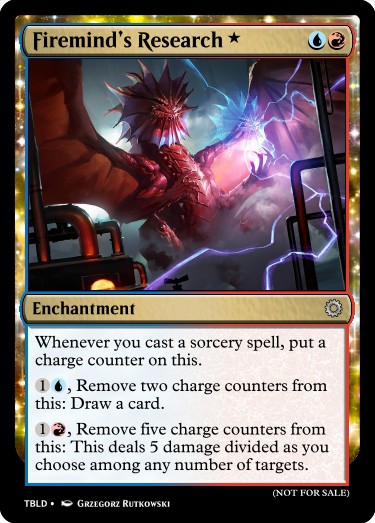 Firemind's Research ★
Enchantment
Whenever you cast a sorcery spell, put a
charge counter on this.
1, Remove two charge counters from
this: Draw a card.
1, Remove five charge counters from
this: This deals 5 damage divided as you
choose among any number of targets.
(NOT FOR SALE)
TBLD • Grzegorz Rutkowski